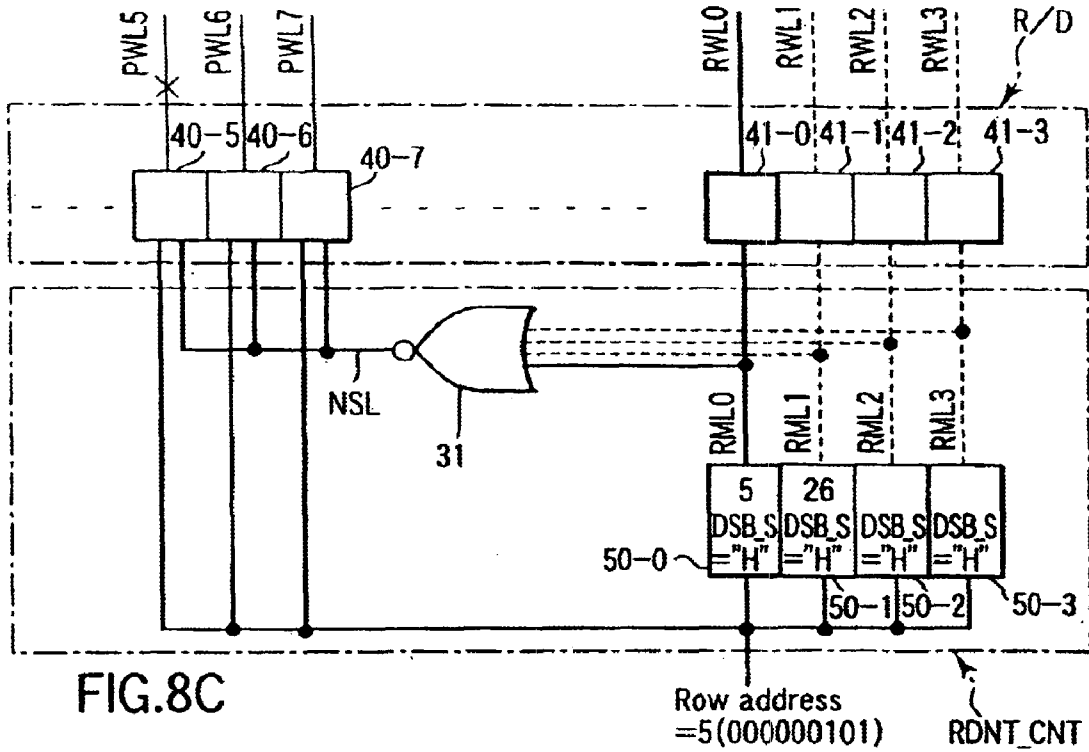 PWL5 PWL6 PWL7 RWL0 RWL1 RWL2 RWL3 R/D
40-5 40-6 40-7 41-0 41-1 41-2 41-3
NSL
31
RML0 RML1 RML2 RML3
5 26
DSB_S DSB_S DSB_S DSB_S
="H" ="H" ="H" ="H"
50-0 50-1 50-2 50-3
FIG.8C
Row address
=5(000000101)
RDNT_CNT